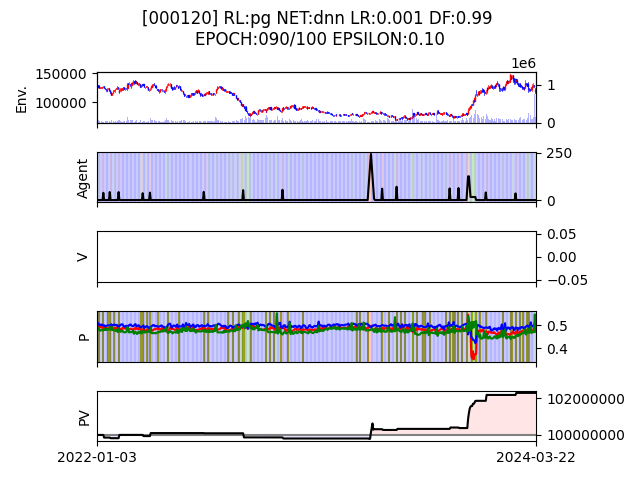 [000120] RL:pg NET:dnn LR:0.001 DF:0.99
EPOCH:090/100 EPSILON:0.10
1e6
150000
100000
Env.
1
0
Agent
250
0
V
0.05
0.00
−0.05
P
0.5
0.4
PV
102000000
100000000
2022-01-03
2024-03-22